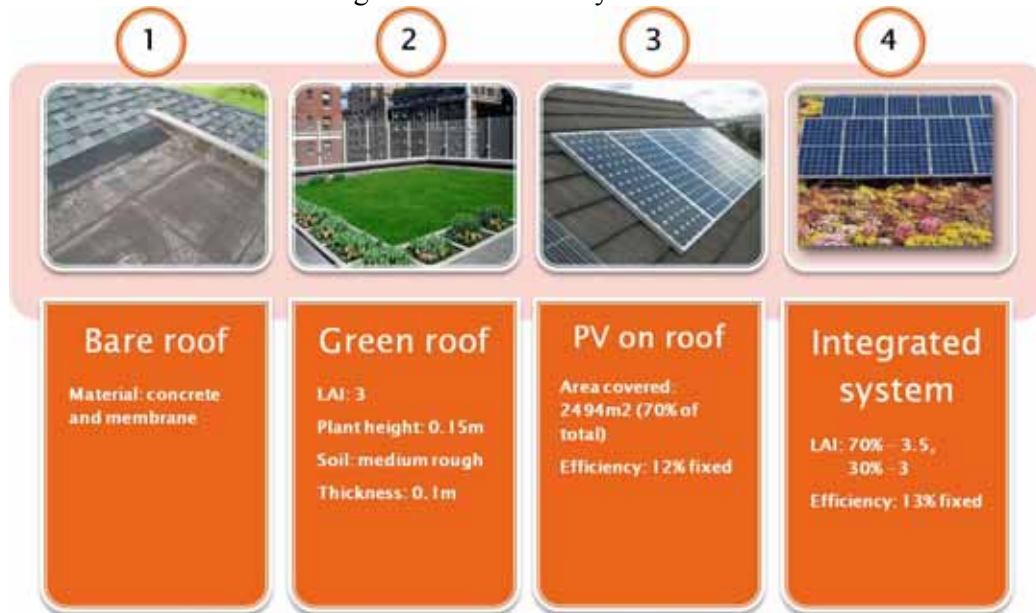 1
2
3
4
Bare roof
Material: concrete
and membrane
Green roof
LAI: 3
Plant height: 0.15m
Soil: medium rough
Thickness: 0.1m
PV on roof
Area covered:
2494m2 (70% of
total)
Efficiency: 12% fixed
Integrated
system
LAI: 70% - 3.5,
30% - 3
Efficiency: 13% fixed